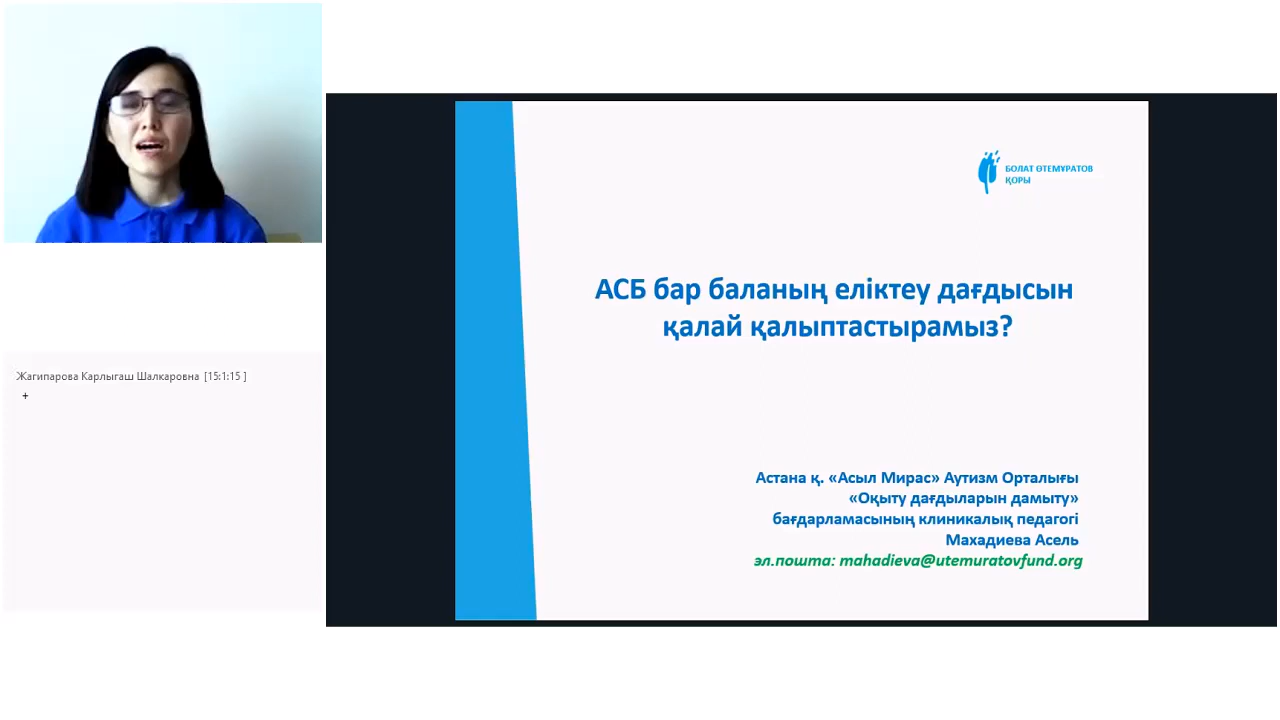 БОЛАТ ӨТЕМҰРАТОВ
ҚОРЫ
АСБ бар баланың еліктеу дағдысын
қалай қалыптастырамыз?
Астана қ. «Асыл Мирас» Аутизм Орталығы
«Оқыту дағдыларын дамыту»
бағдарламасының клиникалық педагогі
Махадиева Асель
эл.пошта: mahadieva@utemuratovfund.org
Жагипарова Карлыгаш Шалкаровна [15:1:15 ]
+